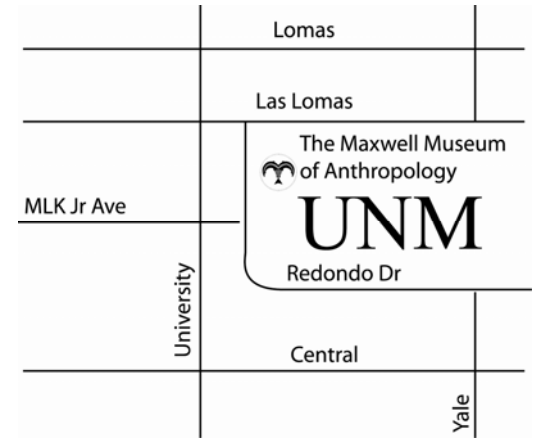 Lomas
Las Lomas
The Maxwell Museum
of Anthropology
MLK Jr Ave
UNM
Redondo Dr
University
Central
Yale